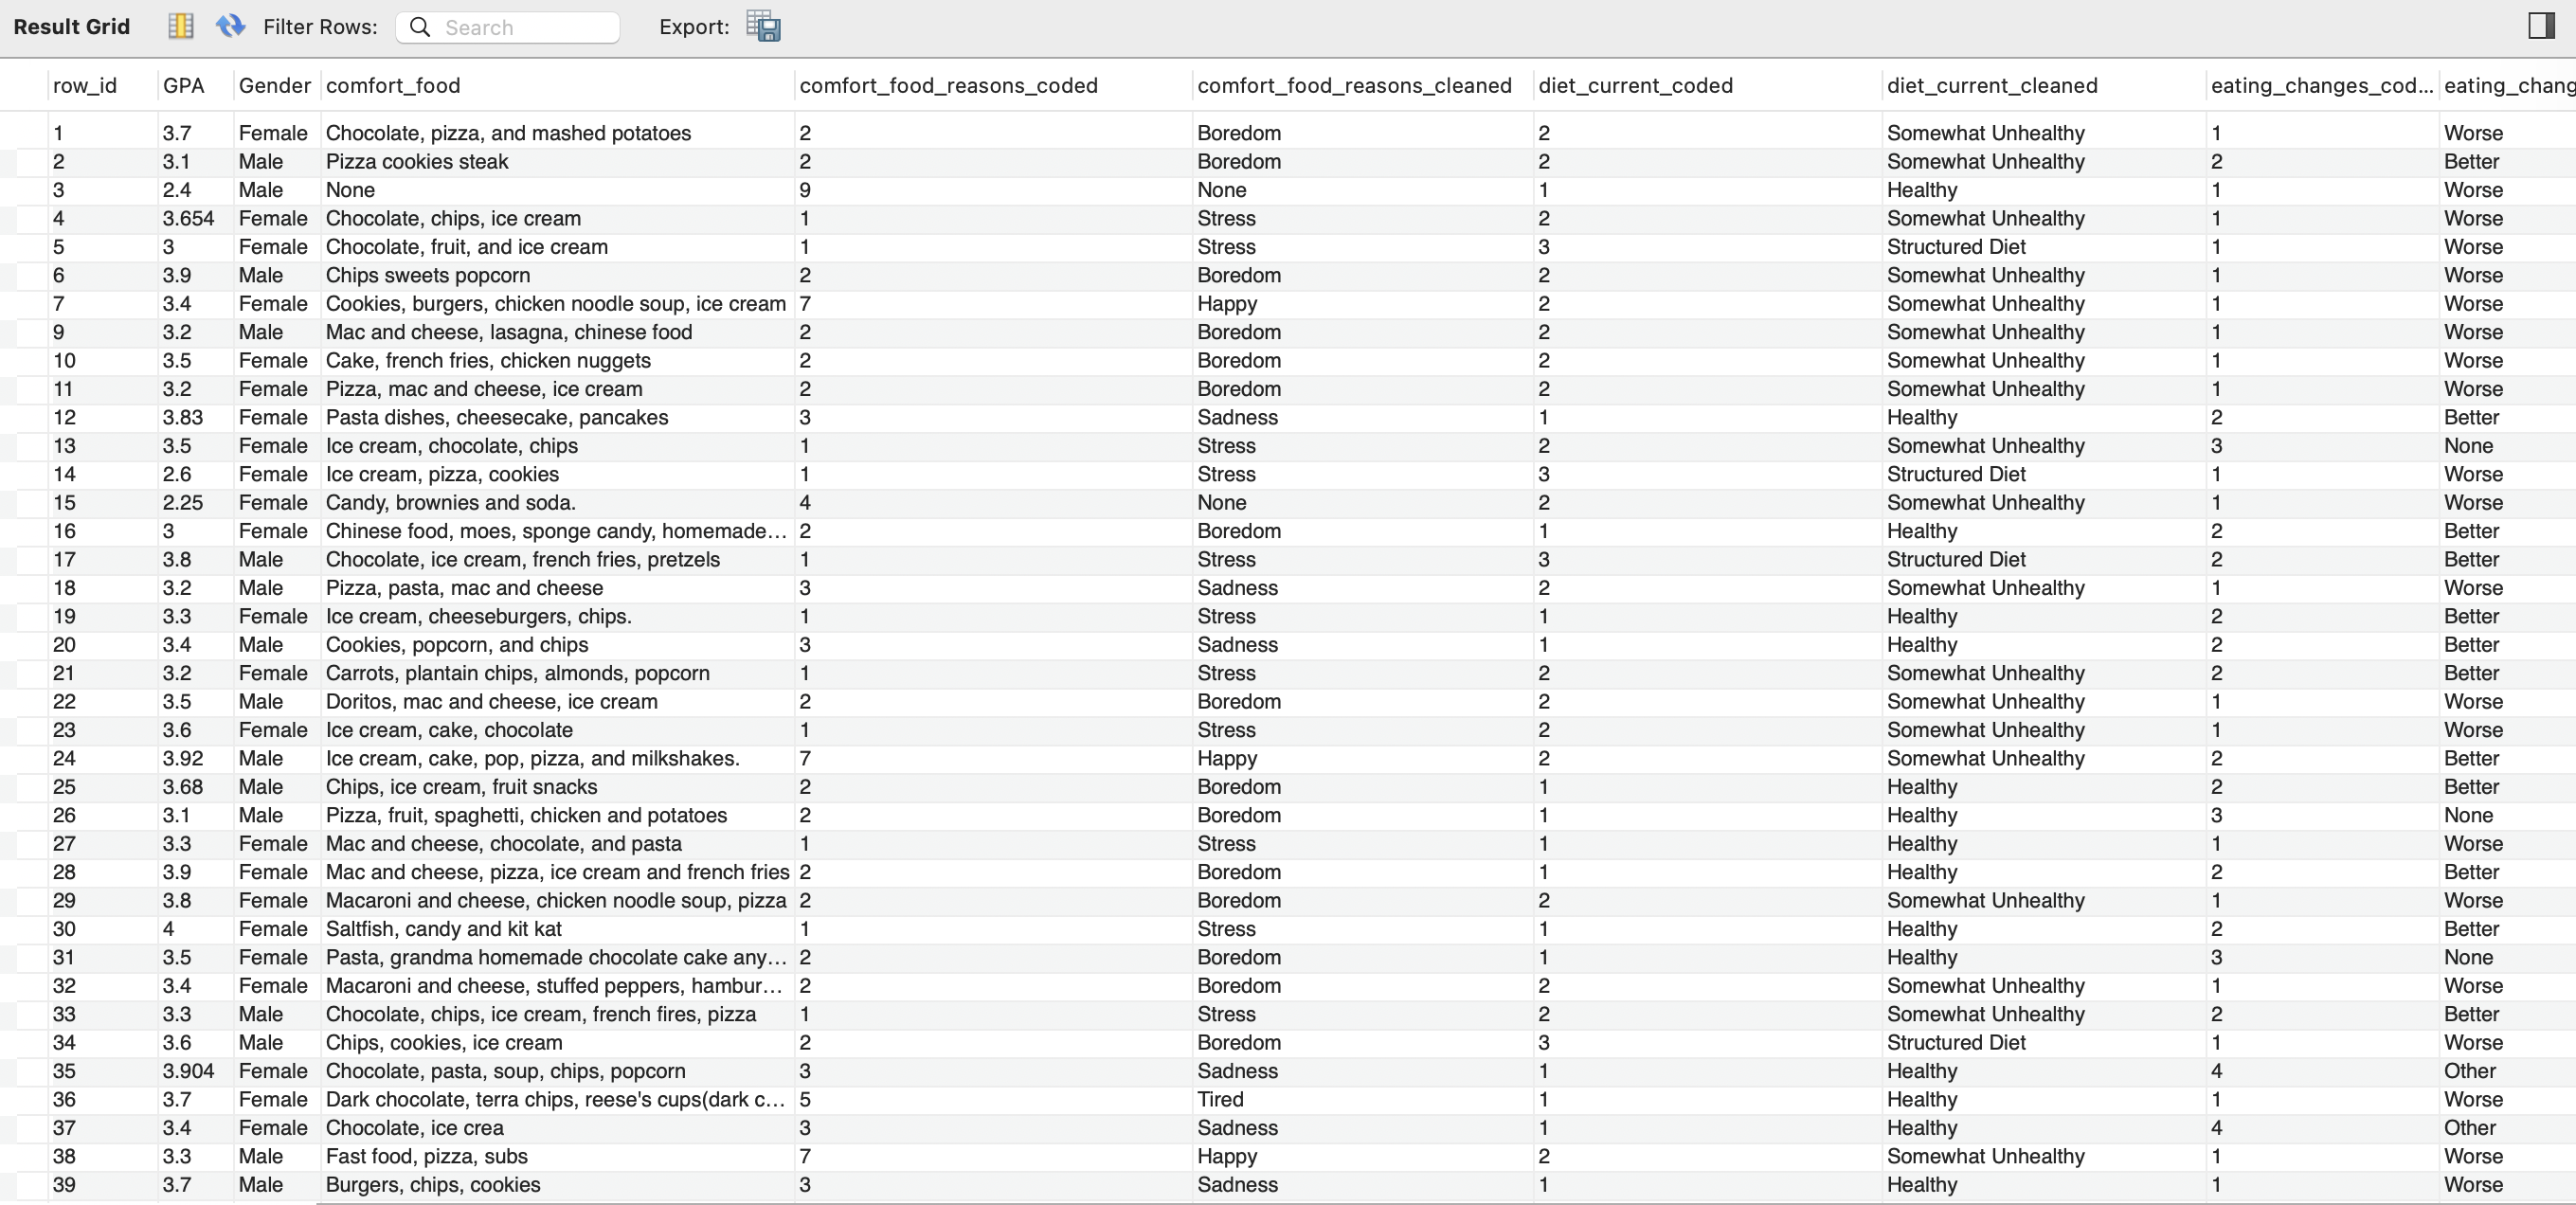 Result Grid Filter Rows: Search Export:
row_id GPA Gender comfort_food comfort_food_reasons_coded comfort_food_reasons_cleaned diet_current_coded diet_current_cleaned eating_changes_cod... eating_chang
1 3.7 Female Chocolate, pizza, and mashed potatoes 2 Boredom 2 Somewhat Unhealthy 1 Worse
2 3.1 Male Pizza cookies steak 2 Boredom 2 Somewhat Unhealthy 2 Better
3 2.4 Male None 9 None 1 Healthy 1 Worse
4 3.654 Female Chocolate, chips, ice cream 1 Stress 2 Somewhat Unhealthy 1 Worse
5 3 Female Chocolate, fruit, and ice cream 1 Stress 3 Structured Diet 1 Worse
6 3.9 Male Chips sweets popcorn 2 Boredom 2 Somewhat Unhealthy 1 Worse
7 3.4 Female Cookies, burgers, chicken noodle soup, ice cream 7 Happy 2 Somewhat Unhealthy 1 Worse
9 3.2 Male Mac and cheese, lasagna, chinese food 2 Boredom 2 Somewhat Unhealthy 1 Worse
10 3.5 Female Cake, french fries, chicken nuggets 2 Boredom 2 Somewhat Unhealthy 1 Worse
11 3.2 Female Pizza, mac and cheese, ice cream 2 Boredom 2 Somewhat Unhealthy 1 Worse
12 3.83 Female Pasta dishes, cheesecake, pancakes 3 Sadness 1 Healthy 2 Better
13 3.5 Female Ice cream, chocolate, chips 1 Stress 2 Somewhat Unhealthy 3 None
14 2.6 Female Ice cream, pizza, cookies 1 Stress 3 Structured Diet 1 Worse
15 2.25 Female Candy, brownies and soda. 4 None 2 Somewhat Unhealthy 1 Worse
16 3 Female Chinese food, moes, sponge candy, homemade... 2 Boredom 1 Healthy 2 Better
17 3.8 Male Chocolate, ice cream, french fries, pretzels 1 Stress 3 Structured Diet 2 Better
18 3.2 Male Pizza, pasta, mac and cheese 3 Sadness 2 Somewhat Unhealthy 1 Worse
19 3.3 Female Ice cream, cheeseburgers, chips. 1 Stress 1 Healthy 2 Better
20 3.4 Male Cookies, popcorn, and chips 3 Sadness 1 Healthy 2 Better
21 3.2 Female Carrots, plantain chips, almonds, popcorn 1 Stress 2 Somewhat Unhealthy 2 Better
22 3.5 Male Doritos, mac and cheese, ice cream 2 Boredom 2 Somewhat Unhealthy 1 Worse
23 3.6 Female Ice cream, cake, chocolate 1 Stress 2 Somewhat Unhealthy 1 Worse
24 3.92 Male Ice cream, cake, pop, pizza, and milkshakes. 7 Happy 2 Somewhat Unhealthy 2 Better
25 3.68 Male Chips, ice cream, fruit snacks 2 Boredom 1 Healthy 2 Better
26 3.1 Male Pizza, fruit, spaghetti, chicken and potatoes 2 Boredom 1 Healthy 3 None
27 3.3 Female Mac and cheese, chocolate, and pasta 1 Stress 1 Healthy 1 Worse
28 3.9 Female Mac and cheese, pizza, ice cream and french fries 2 Boredom 1 Healthy 2 Better
29 3.8 Female Macaroni and cheese, chicken noodle soup, pizza 2 Boredom 2 Somewhat Unhealthy 1 Worse
30 4 Female Saltfish, candy and kit kat 1 Stress 1 Healthy 2 Better
31 3.5 Female Pasta, grandma homemade chocolate cake any... 2 Boredom 1 Healthy 3 None
32 3.4 Female Macaroni and cheese, stuffed peppers, hambur... 2 Boredom 2 Somewhat Unhealthy 1 Worse
33 3.3 Male Chocolate, chips, ice cream, french fires, pizza 1 Stress 2 Somewhat Unhealthy 2 Better
34 3.6 Male Chips, cookies, ice cream 2 Boredom 3 Structured Diet 1 Worse
35 3.904 Female Chocolate, pasta, soup, chips, popcorn 3 Sadness 1 Healthy 4 Other
36 3.7 Female Dark chocolate, terra chips, reese's cups(dark c... 5 Tired 1 Healthy 1 Worse
37 3.4 Female Chocolate, ice crea 3 Sadness 1 Healthy 4 Other
38 3.3 Male Fast food, pizza, subs 7 Happy 2 Somewhat Unhealthy 1 Worse
39 3.7 Male Burgers, chips, cookies 3 Sadness 1 Healthy 1 Worse